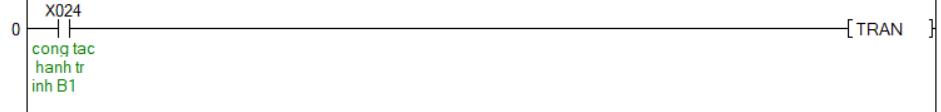 X024
0 [TRAN ]
cong tac
hanh tr
inh B1